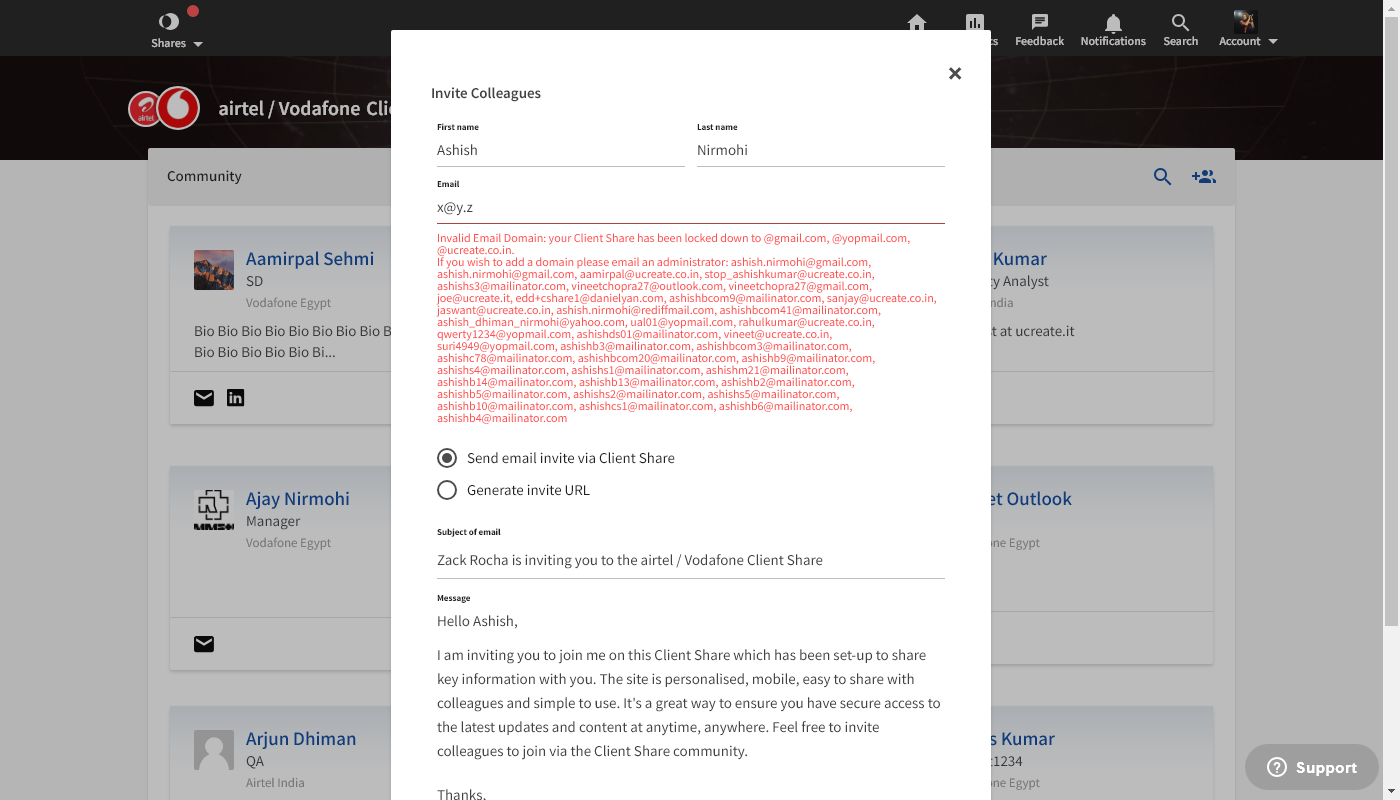 Shares
cs
Feedback
Notifications
Search
Account
airtel
airtel / Vodafone Clie
Community
Invite Colleagues
First name
Last name
Ashish
Nirmohi
Email
x@y.z
Invalid Email Domain: your Client Share has been locked down to @gmail.com, @yopmail.com,
@ucreate.co.in.
If you wish to add a domain please email an administrator: ashish.nirmohi@gmail.com,
ashish.nirmohi@gmail.com, aamirpal@ucreate.co.in, stop_ashishkumar@ucreate.co.in,
ashishs3@mailinator.com, vineetchopra27@outlook.com, vineetchopra27@gmail.com,
joe@ucreate.it, edd+cshare1@danielyan.com, ashishbcom9@mailinator.com, sanjay@ucreate.co.in,
jaswant@ucreate.co.in, ashish.nirmohi@rediffmail.com, ashishbcom41@mailinator.com,
ashish_dhiman_nirmohi@yahoo.com, ual01@yopmail.com, rahulkumar@ucreate.co.in,
qwerty1234@yopmail.com, ashishds01@mailinator.com, vineet@ucreate.co.in,
suri4949@yopmail.com, ashishb3@mailinator.com, ashishbcom3@mailinator.com,
ashishc78@mailinator.com, ashishbcom20@mailinator.com, ashishb9@mailinator.com,
ashishs4@mailinator.com, ashishs1@mailinator.com, ashishm21@mailinator.com,
ashishb14@mailinator.com, ashishb13@mailinator.com, ashishb2@mailinator.com,
ashishb5@mailinator.com, ashishs2@mailinator.com, ashishs5@mailinator.com,
ashishb10@mailinator.com, ashishcs1@mailinator.com, ashishb6@mailinator.com,
ashishb4@mailinator.com
Send email invite via Client Share
Generate invite URL
Subject of email
Zack Rocha is inviting you to the airtel / Vodafone Client Share
Message
Hello Ashish,
I am inviting you to join me on this Client Share which has been set-up to share
key information with you. The site is personalised, mobile, easy to share with
colleagues and simple to use. It's a great way to ensure you have secure access to
the latest updates and content at anytime, anywhere. Feel free to invite
colleagues to join via the Client Share community.
Thanks,
Aamirpal Sehmi
SD
Vodafone Egypt
Bio Bio Bio Bio Bio Bio Bio Bio B
Bio Bio Bio Bio Bio Bi...
Kumar
ty Analyst
India
st at ucreate.it
Ajay Nirmohi
Manager
Vodafone Egypt
et Outlook
one Egypt
Arjun Dhiman
QA
Airtel India
s Kumar
t1234
one Egypt
Support